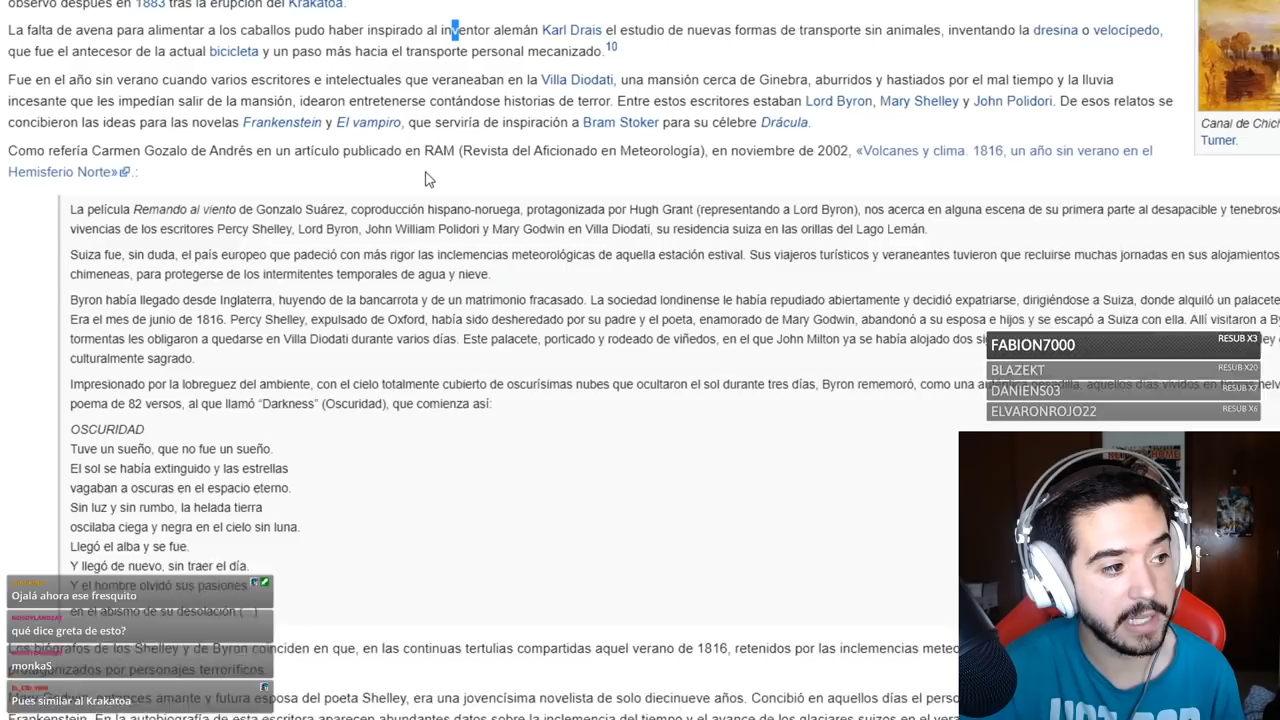 observó después en 1883 tras la erupción del Krakatoa.
La falta de avena para alimentar a los caballos pudo haber inspirado al inventor alemán Karl Drais el estudio de nuevas formas de transporte sin animales, inventando la dresina o velocípedo,
que fue el antecesor de la actual bicicleta y un paso más hacia el transporte personal mecanizado.10
Fue en el año sin verano cuando varios escritores e intelectuales que veraneaban en la Villa Diodati, una mansión cerca de Ginebra, aburridos y hastiados por el mal tiempo y la lluvia
incesante que les impedían salir de la mansión, idearon entretenerse contándose historias de terror. Entre estos escritores estaban Lord Byron, Mary Shelley y John Polidori. De esos relatos se
concibieron las ideas para las novelas Frankenstein y El vampiro, que serviría de inspiración a Bram Stoker para su célebre Drácula.
Canal de Chich
Turner.
Como refería Carmen Gozalo de Andrés en un artículo publicado en RAM (Revista del Aficionado en Meteorología), en noviembre de 2002, «Volcanes y clima. 1816, un año sin verano en el
Hemisferio Norte» .:
La película Remando al viento de Gonzalo Suárez, coproducción hispano-noruega, protagonizada por Hugh Grant (representando a Lord Byron), nos acerca en alguna escena de su primera parte al desapacible y tenebros
vivencias de los escritores Percy Shelley, Lord Byron, John William Polidori y Mary Godwin en Villa Diodati, su residencia suiza en las orillas del Lago Lemán.
Suiza fue, sin duda, el país europeo que padeció con más rigor las inclemencias meteorológicas de aquella estación estival. Sus viajeros turísticos y veraneantes tuvieron que recluirse muchas jornadas en sus alojamientos
chimeneas, para protegerse de los intermitentes temporales de agua y nieve.
Byron había llegado desde Inglaterra, huyendo de la bancarrota y de un matrimonio fracasado. La sociedad londinense le había repudiado abiertamente y decidió expatriarse, dirigiéndose a Suiza, donde alquiló un palacete
Era el mes de junio de 1816. Percy Shelley, expulsado de Oxford, había sido desheredado por su padre y el poeta, enamorado de Mary Godwin, abandonó a su esposa e hijos y se escapó a Suiza con ella. Allí visitaron a B
tormentas les obligaron a quedarse en Villa Diodati durante varios días. Este palacete, porticado y rodeado de viñedos, en el que John Milton ya se había alojado dos si
culturalmente sagrado.
Impresionado por la lobreguez del ambiente, con el cielo totalmente cubierto de oscurísimas nubes que ocultaron el sol durante tres días, Byron rememoró, como una aquellos días vividos en
poema de 82 versos, al que llamó “Darkness” (Oscuridad), que comienza así:
FABION7000 RESUB X3
BLAZEKT RESUB X20
DANIENS03 RESUB X7
ELVARONROJO22 RESUB X6
OSCURIDAD
Tuve un sueño, que no fue un sueño.
El sol se había extinguido y las estrellas
vagaban a oscuras en el espacio eterno.
Sin luz y sin rumbo, la helada tierra
oscilaba ciega y negra en el cielo sin luna.
Llegó el alba y se fue.
Y llegó de nuevo, sin traer el día.
Y el hombre olvidó sus pasiones
en el abismo de su desolación (...)
Ojalá ahora ese fresquito
qué dice greta de esto?
monkaS
Pues similar al Krakatoa
Los biógrafos de los Shelley y de Byron coinciden en que, en las continuas tertulias compartidas aquel verano de 1816, retenidos por las inclemencias mete
protagonizados por personajes terroríficos.
entonces amante y futura esposa del poeta Shelley, era una jovencísima novelista de solo diecinueve años. Concibió en aquellos días el perso
Frankenstein. En la autobiografía de esta escritora aparecen abundantes datos sobre la inclemencia del tiempo y el avance de los glaciares suizos en el vera